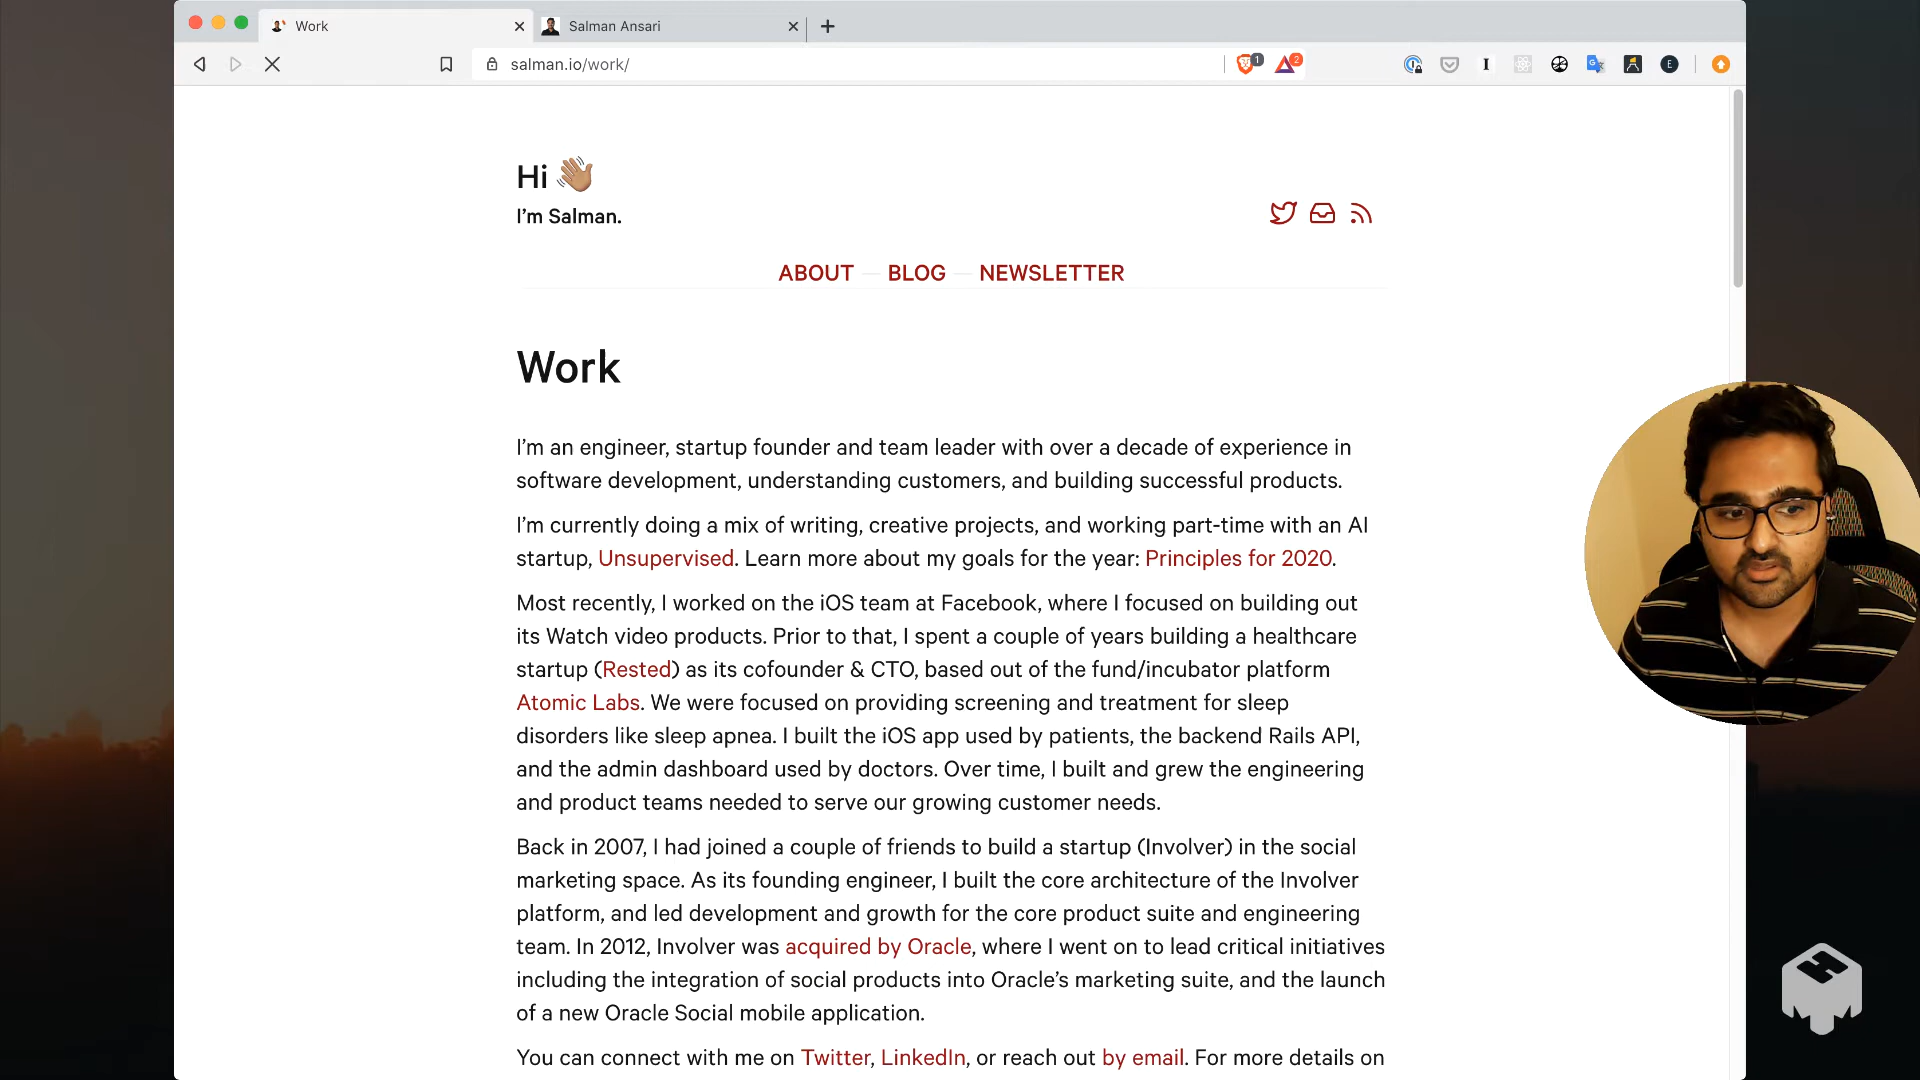 Work
Salman Ansari
salman.io/work/
1
2
E
Hi 👋🏽
I’m Salman.
ABOUT — BLOG — NEWSLETTER
Work
I’m an engineer, startup founder and team leader with over a decade of experience in
software development, understanding customers, and building successful products.
I’m currently doing a mix of writing, creative projects, and working part-time with an AI
startup, Unsupervised. Learn more about my goals for the year: Principles for 2020.
Most recently, I worked on the iOS team at Facebook, where I focused on building out
its Watch video products. Prior to that, I spent a couple of years building a healthcare
startup (Rested) as its cofounder & CTO, based out of the fund/incubator platform
Atomic Labs. We were focused on providing screening and treatment for sleep
disorders like sleep apnea. I built the iOS app used by patients, the backend Rails API,
and the admin dashboard used by doctors. Over time, I built and grew the engineering
and product teams needed to serve our growing customer needs.
Back in 2007, I had joined a couple of friends to build a startup (Involver) in the social
marketing space. As its founding engineer, I built the core architecture of the Involver
platform, and led development and growth for the core product suite and engineering
team. In 2012, Involver was acquired by Oracle, where I went on to lead critical initiatives
including the integration of social products into Oracle’s marketing suite, and the launch
of a new Oracle Social mobile application.
You can connect with me on Twitter, LinkedIn, or reach out by email. For more details on